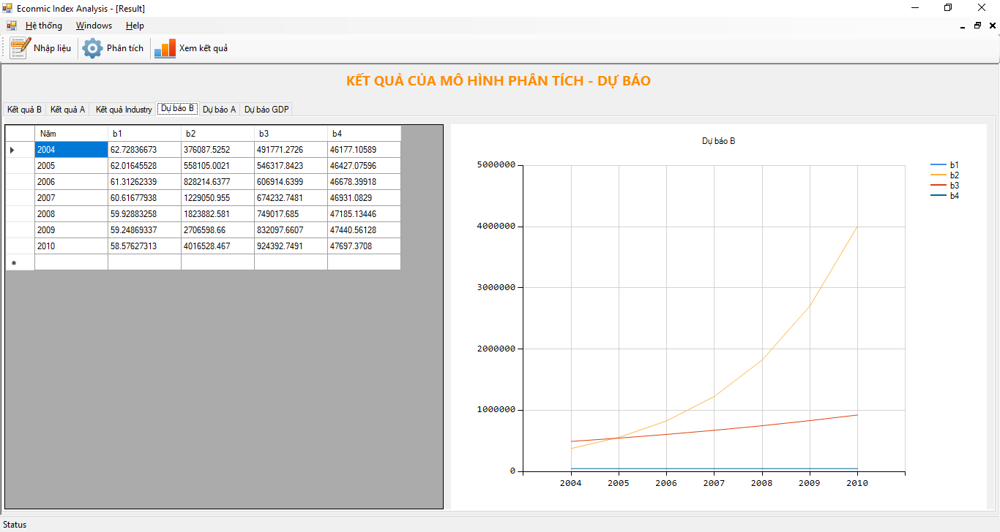 Econmic Index Analysis - [Result]
Hệ thống Windows Help
Nhập liệu Phân tích Xem kết quả
KẾT QUẢ CỦA MÔ HÌNH PHÂN TÍCH - DỰ BÁO
Kết quả B Kết quả A Kết quả Industry Dự báo B Dự báo A Dự báo GDP
Năm b1 b2 b3 b4
2004 62.72836673 376087.5252 491771.2726 46177.10589
2005 62.01645528 558105.0021 546317.8423 46427.07596
2006 61.31262339 828214.6377 606914.6399 46678.39918
2007 60.61677938 1229050.955 674232.7481 46931.0829
2008 59.92883258 1823882.581 749017.685 47185.13446
2009 59.24869337 2706598.66 832097.6607 47440.56128
2010 58.57627313 4016528.467 924392.7491 47697.3708
Dự báo B
5000000
4000000
3000000
2000000
1000000
0
2004 2005 2006 2007 2008 2009 2010
b1
b2
b3
b4
Status